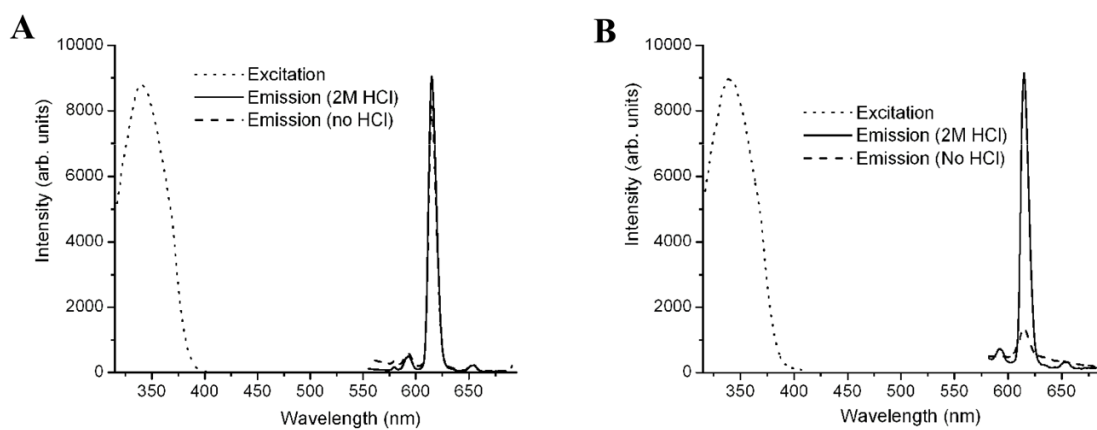 A
10000
8000
6000
4000
2000
0
Intensity (arb. units)
Excitation
Emission (2M HCl)
Emission (no HCl)
350 400 450 500 550 600 650
Wavelength (nm)
B
10000
8000
6000
4000
2000
0
Intensity (arb. units)
Excitation
Emission (2M HCl)
Emission (No HCl)
350 400 450 500 550 600 650
Wavelength (nm)